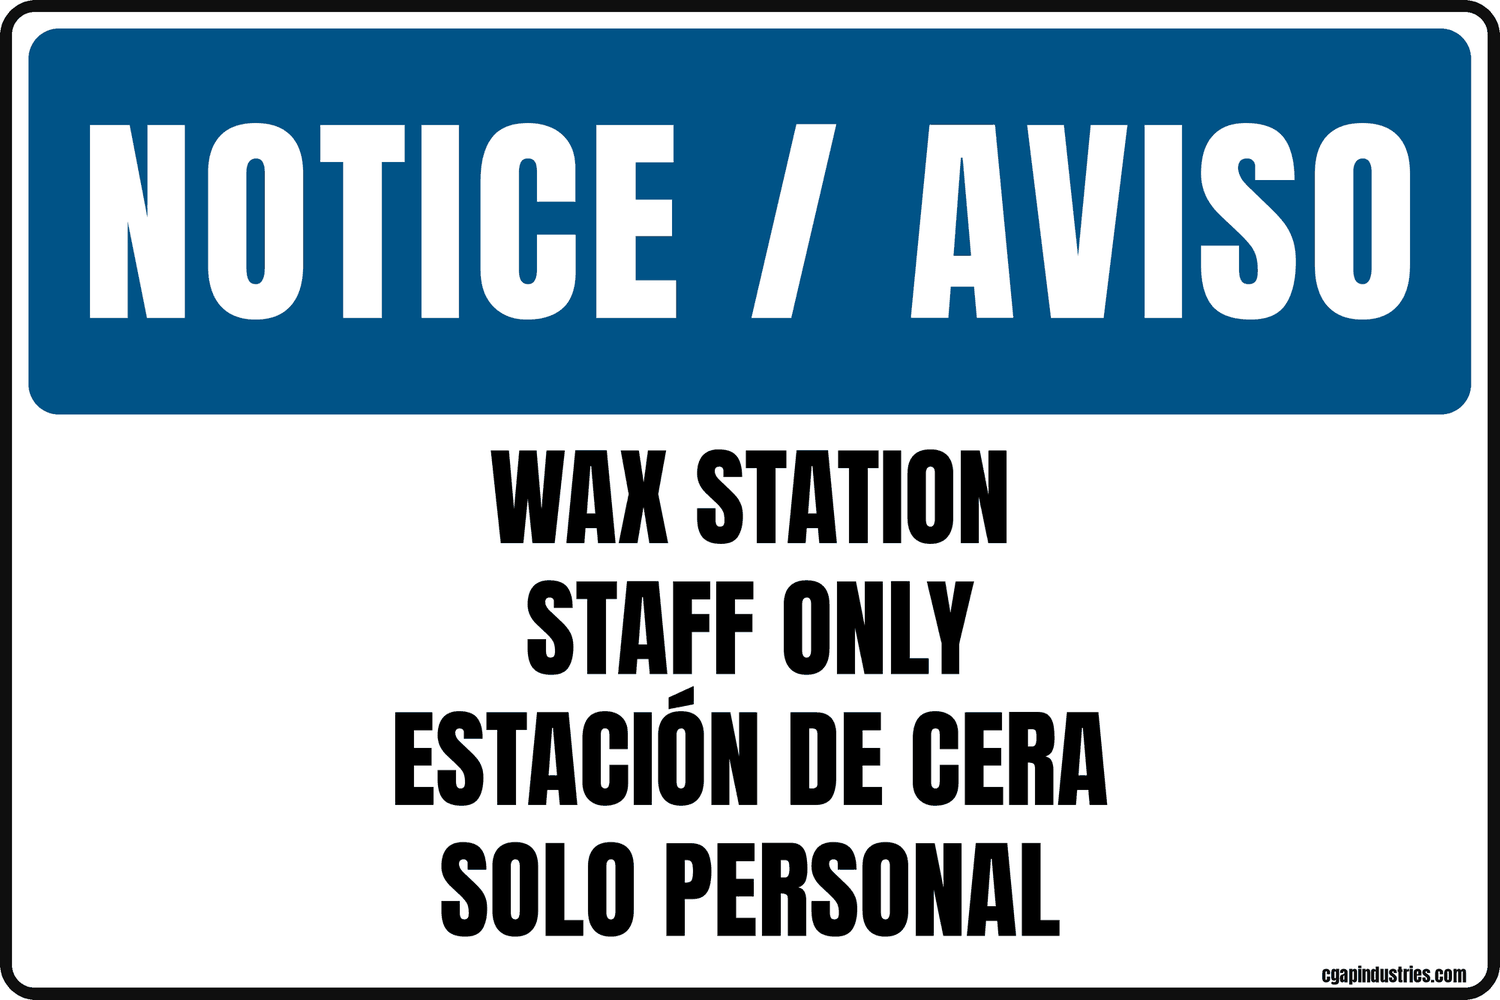 NOTICE / AVISO
WAX STATION
STAFF ONLY
ESTACIÓN DE CERA
SOLO PERSONAL
cgapindustries.com